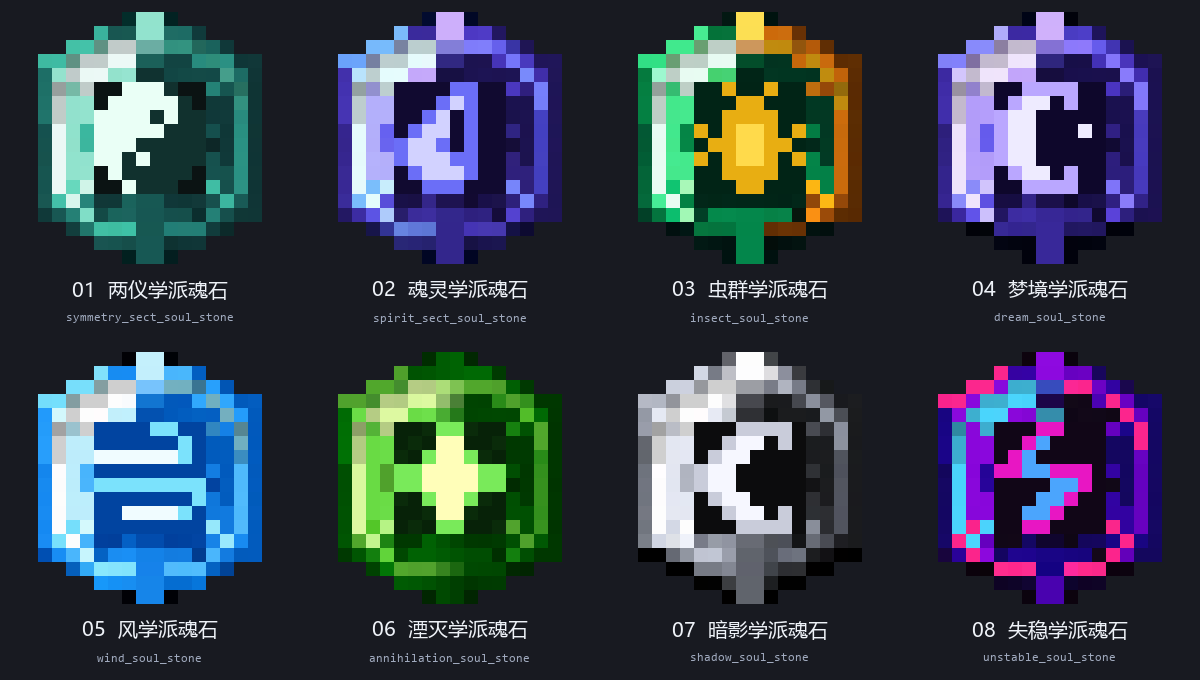 01 两仪学派魂石
symmetry_sect_soul_stone
02 魂灵学派魂石
spirit_sect_soul_stone
03 虫群学派魂石
insect_soul_stone
04 梦境学派魂石
dream_soul_stone
05 风学派魂石
wind_soul_stone
06 湮灭学派魂石
annihilation_soul_stone
07 暗影学派魂石
shadow_soul_stone
08 失稳学派魂石
unstable_soul_stone